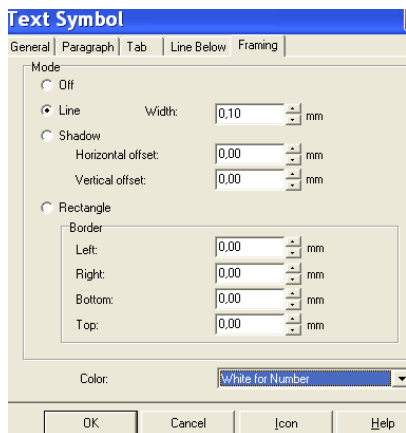 Text Symbol
General Paragraph Tab Line Below Framing
Mode
Off
Line Width: 0,10 mm
Shadow
Horizontal offset: 0,00 mm
Vertical offset: 0,00 mm
Rectangle
Border
Left: 0,00 mm
Right: 0,00 mm
Bottom: 0,00 mm
Top: 0,00 mm
Color: White for Number
OK Cancel Icon Help